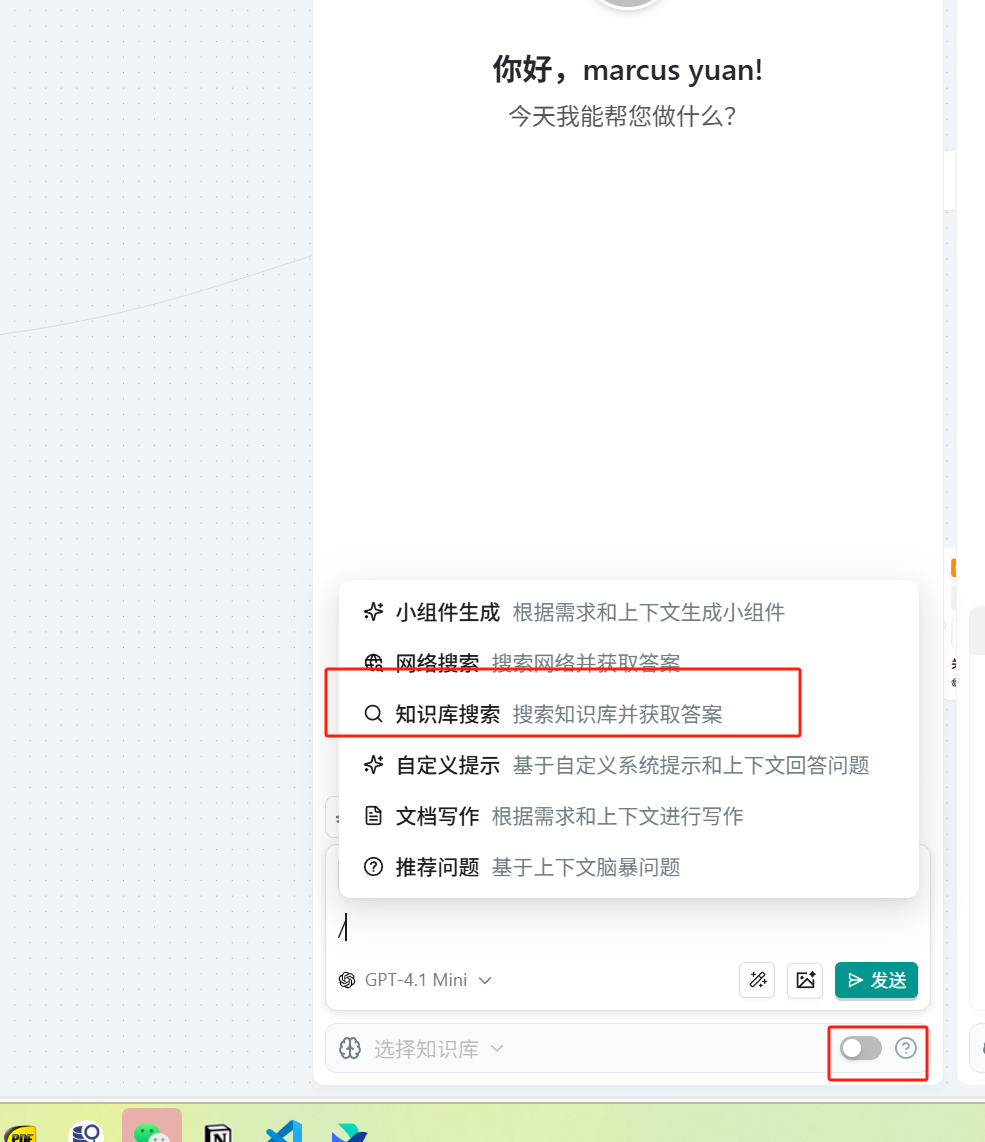 你好，marcus yuan!
今天我能帮您做什么?
小组件生成 根据需求和上下文生成小组件
网络搜索 搜索网络并获取答案
知识库搜索 搜索知识库并获取答案
自定义提示 基于自定义系统提示和上下文回答问题
文档写作 根据需求和上下文进行写作
推荐问题 基于上下文脑暴问题
/
GPT-4.1 Mini 发送
选择知识库
PDF